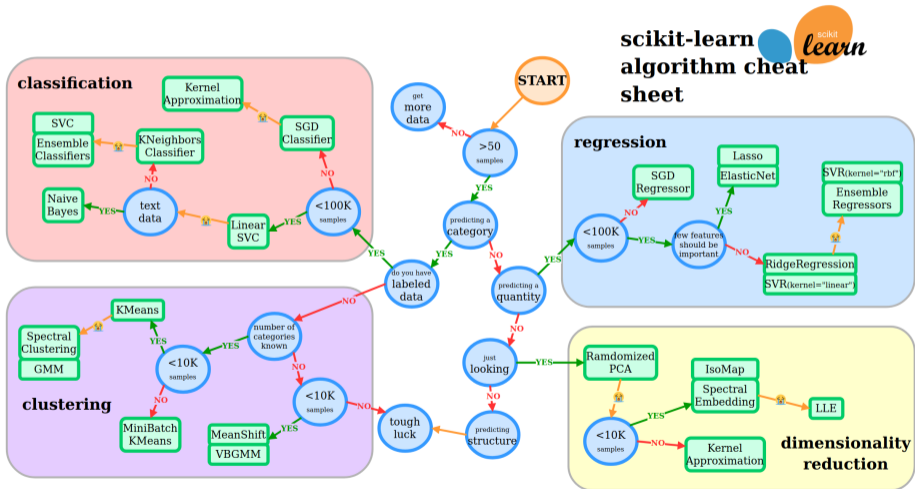 scikit-learn
algorithm cheat
sheet
scikit
learn
START
get
more
data
NO
>50
samples
YES
predicting a
category
YES
NO
do you have
labeled
data
YES
NO
predicting a
quantity
YES
NO
just
looking
YES
NO
predicting
structure
tough
luck
classification
Kernel
Approximation
SGD
Classifier
NO
<100K
samples
YES
Linear
SVC
text
data
YES
Naive
Bayes
NO
KNeighbors
Classifier
SVC
Ensemble
Classifiers
clustering
number of
categories
known
YES
NO
<10K
samples
YES
KMeans
Spectral
Clustering
GMM
NO
MiniBatch
KMeans
<10K
samples
YES
MeanShift
VBGMM
NO
regression
<100K
samples
NO
SGD
Regressor
YES
few features
should be
important
YES
Lasso
ElasticNet
NO
RidgeRegression
SVR(kernel="linear")
SVR(kernel="rbf")
Ensemble
Regressors
dimensionality
reduction
Ramdomized
PCA
<10K
samples
YES
IsoMap
Spectral
Embedding
LLE
NO
Kernel
Approximation